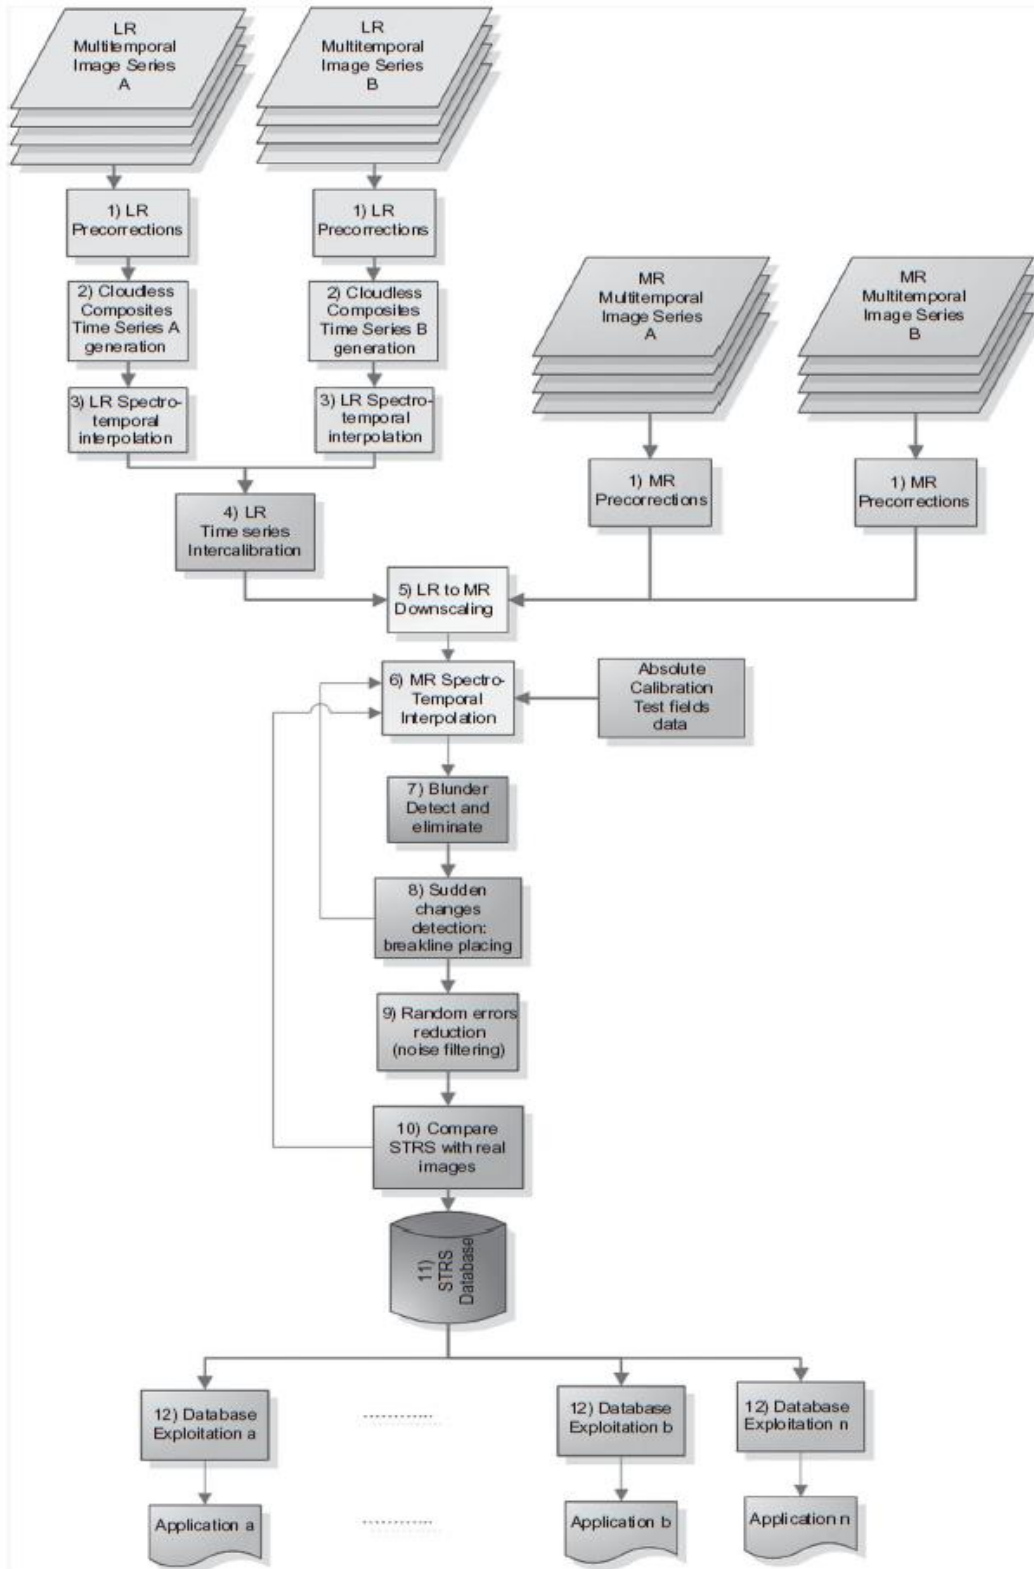 LR
Multitemporal
Image Series
A
LR
Multitemporal
Image Series
B
1) LR
Precorrections
1) LR
Precorrections
2) Cloudless
Composites
Time Series A
generation
2) Cloudless
Composites
Time Series B
generation
MR
Multitemporal
Image Series
A
MR
Multitemporal
Image Series
B
3) LR Spectro-
temporal
interpolation
3) LR Spectro-
temporal
interpolation
1) MR
Precorrections
1) MR
Precorrections
4) LR
Time series
Intercalibration
5) LR to MR
Downscaling
6) MR Spectro-
Temporal
Interpolation
Absolute
Calibration
Test fields
data
7) Blunder
Detect and
eliminate
8) Sudden
changes
detection:
breakline placing
9) Random errors
reduction
(noise filtering)
10) Compare
STRS with real
images
11)
STRS
Database
12) Database
Exploitation a
12) Database
Exploitation b
12) Database
Exploitation n
Application a
Application b
Application n